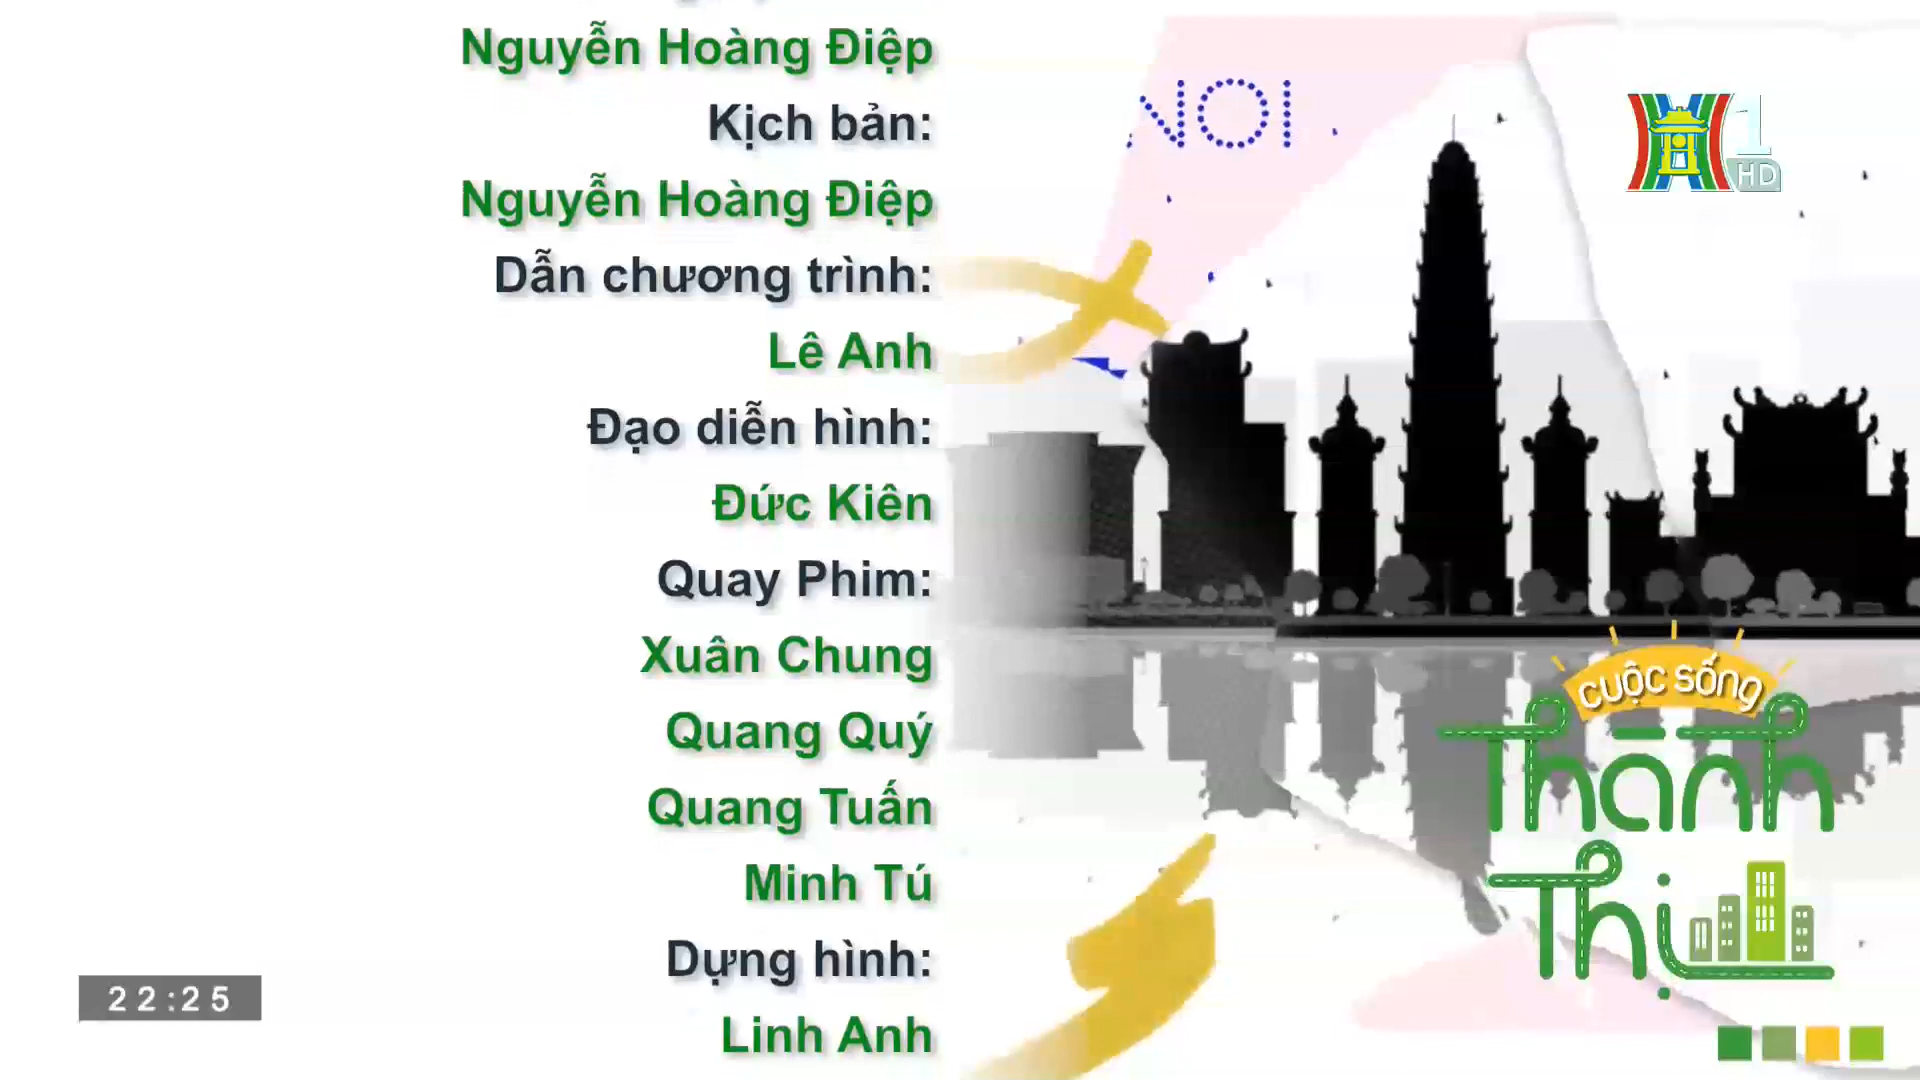 Nguyễn Hoàng Điệp
Kịch bản:
Nguyễn Hoàng Điệp
Dẫn chương trình:
Lê Anh
Đạo diễn hình:
Đức Kiên
Quay Phim:
Xuân Chung
Quang Quý
Quang Tuấn
Minh Tú
Dựng hình:
Linh Anh
22:25
NOI
H 1
HD
cuộc sống
Thành
Thị